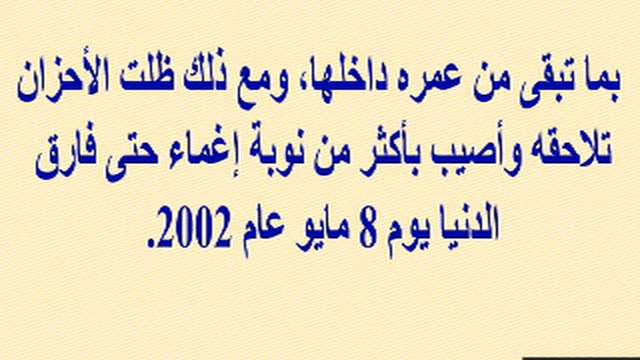 بما تبقى من عمره داخلها، ومع ذلك ظلت الأحزان
تلاحقه وأصيب بأكثر من نوبة إغماء حتى فارق
الدنيا يوم 8 مايو عام 2002.